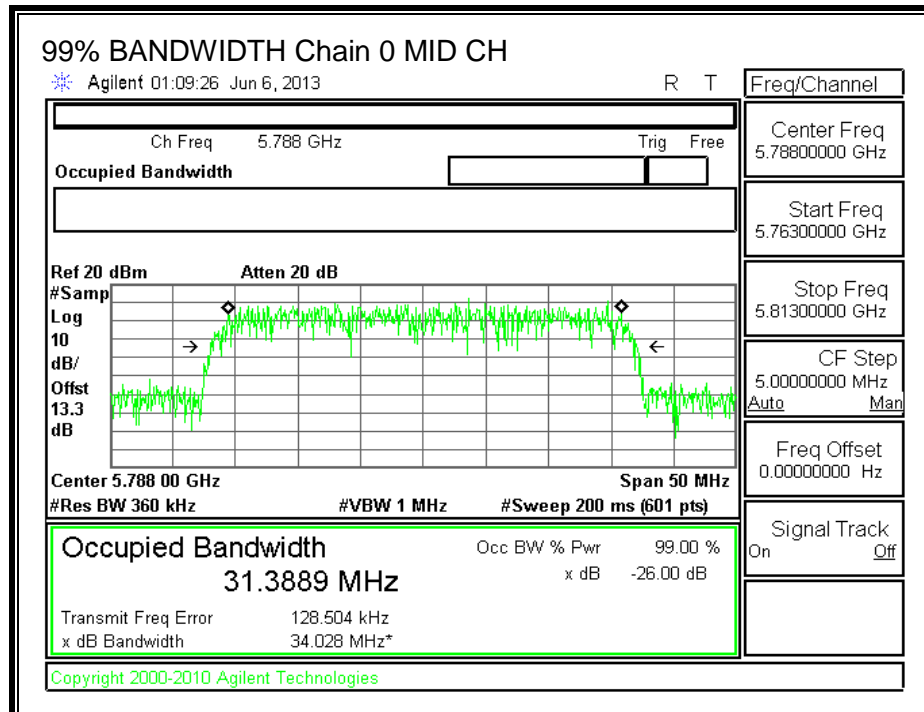 99% BANDWIDTH Chain 0 MID CH
Agilent 01:09:26 Jun 6, 2013 R T
Freq/Channel
Ch Freq 5.788 GHz Trig Free
Occupied Bandwidth
Center Freq
5.78800000 GHz
Start Freq
5.76300000 GHz
Stop Freq
5.81300000 GHz
CF Step
5.00000000 MHz
Auto Man
Freq Offset
0.00000000 Hz
Signal Track
On Off
Ref 20 dBm Atten 20 dB
#Samp
Log
10
dB/
Offst
13.3
dB
Center 5.788 00 GHz Span 50 MHz
#Res BW 360 kHz #VBW 1 MHz #Sweep 200 ms (601 pts)
Occupied Bandwidth Occ BW % Pwr 99.00 %
31.3889 MHz x dB -26.00 dB
Transmit Freq Error 128.504 kHz
x dB Bandwidth 34.028 MHz*
Copyright 2000-2010 Agilent Technologies